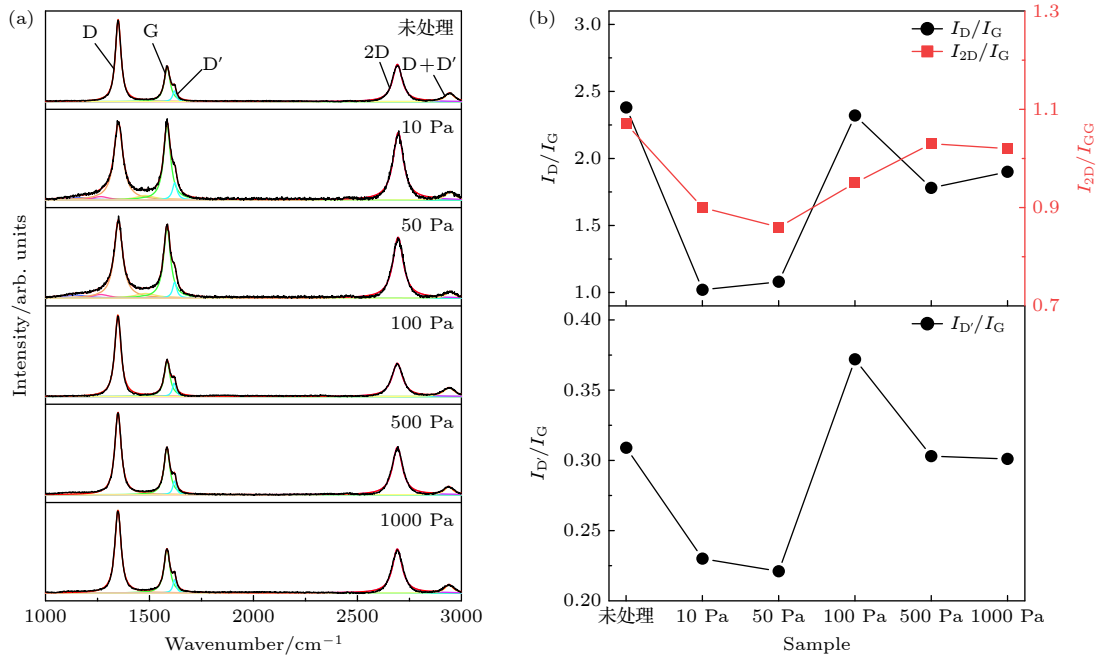 (a)
未处理
D
G
D′
2D
D+D′
10 Pa
50 Pa
100 Pa
500 Pa
1000 Pa
Intensity/arb. units
1000 1500 2000 2500 3000
Wavenumber/cm⁻¹
(b)
3.0
2.5
2.0
1.5
1.0
I_D/I_G
I_D/I_G
I_2D/I_G
1.3
1.1
0.9
0.7
I_2D/I_GG
0.40
0.35
0.30
0.25
0.20
I_D′/I_G
I_D′/I_G
未处理 10 Pa 50 Pa 100 Pa 500 Pa 1000 Pa
Sample